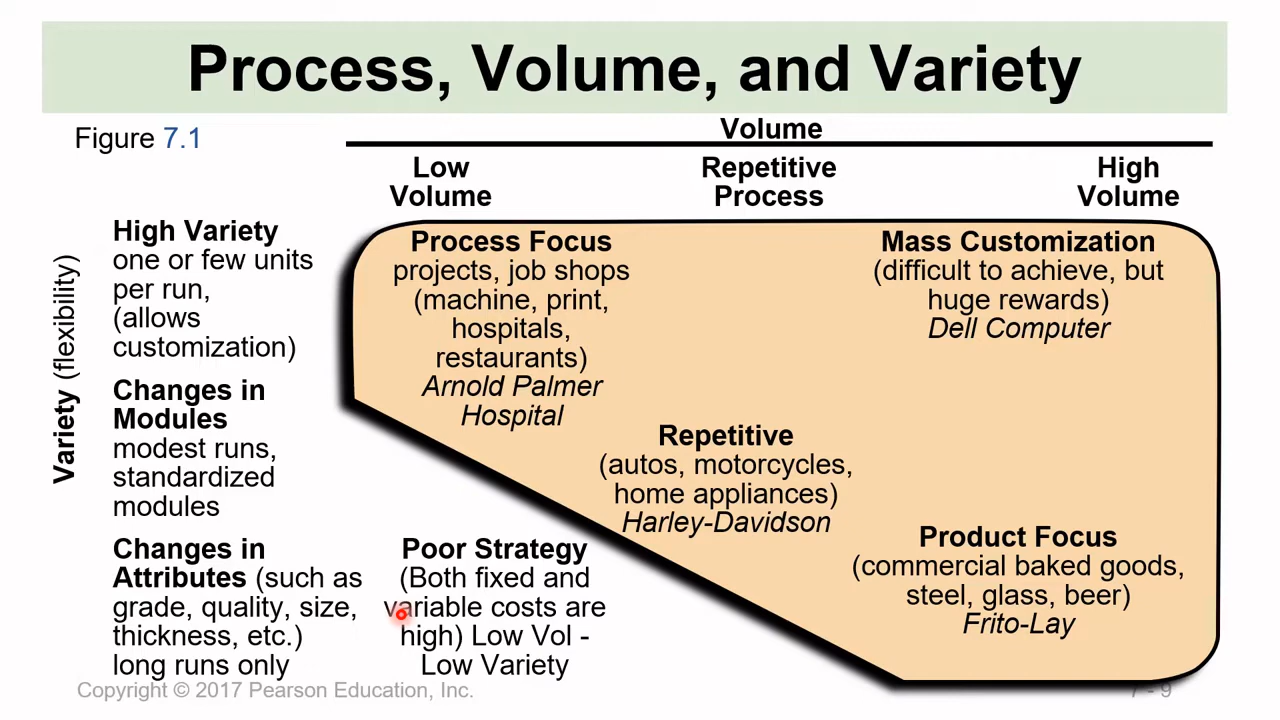 Process, Volume, and Variety
Figure 7.1
Volume
Low
Volume
Repetitive
Process
High
Volume
Variety (flexibility)
High Variety
one or few units
per run,
(allows
customization)
Changes in
Modules
modest runs,
standardized
modules
Changes in
Attributes (such as
grade, quality, size,
thickness, etc.)
long runs only
Process Focus
projects, job shops
(machine, print,
hospitals,
restaurants)
Arnold Palmer
Hospital
Mass Customization
(difficult to achieve, but
huge rewards)
Dell Computer
Repetitive
(autos, motorcycles,
home appliances)
Harley-Davidson
Poor Strategy
(Both fixed and
variable costs are
high) Low Vol -
Low Variety
Product Focus
(commercial baked goods,
steel, glass, beer)
Frito-Lay
Copyright © 2017 Pearson Education, Inc.
7 - 9